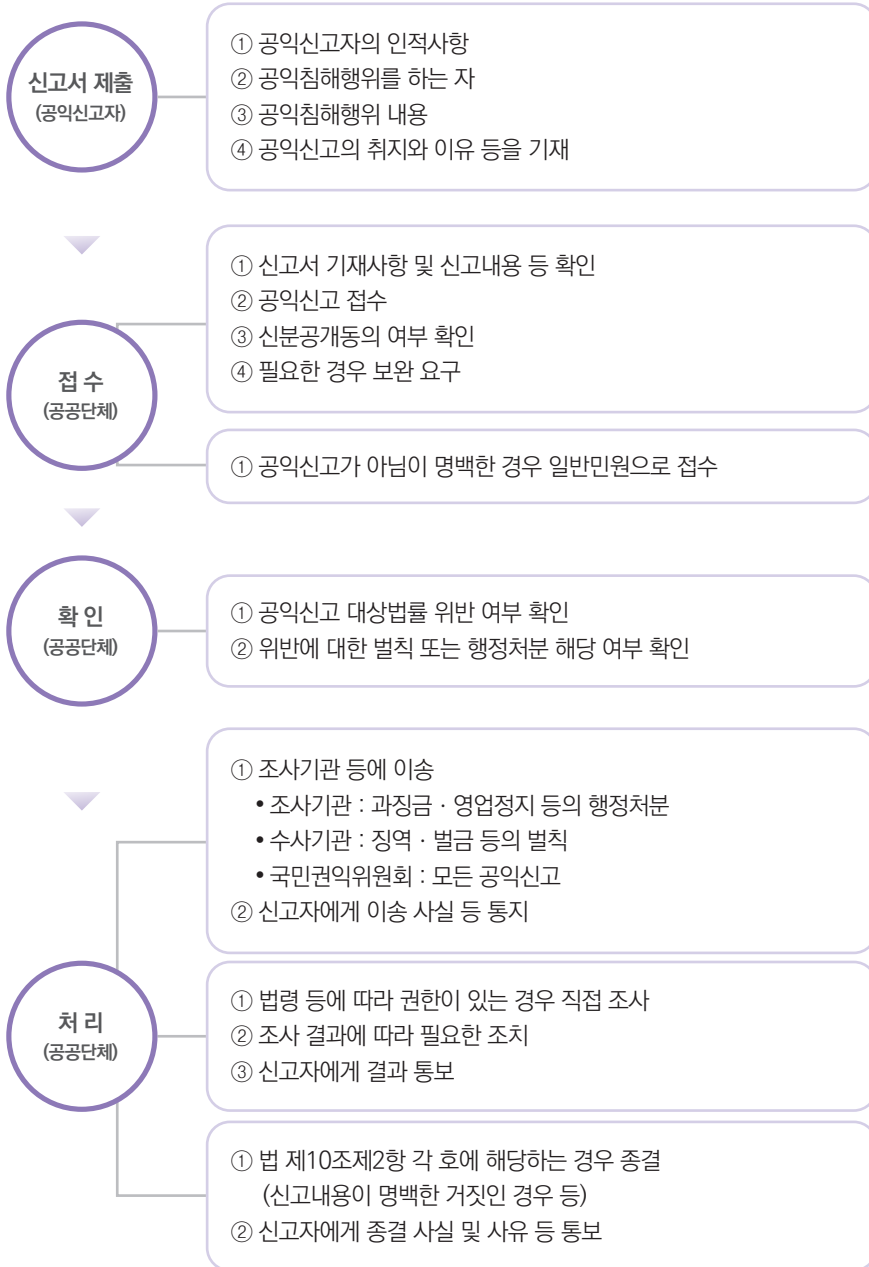 신고서 제출
(공익신고자)
① 공익신고자의 인적사항
② 공익침해행위를 하는 자
③ 공익침해행위 내용
④ 공익신고의 취지와 이유 등을 기재
접 수
(공공단체)
① 신고서 기재사항 및 신고내용 등 확인
② 공익신고 접수
③ 신분공개동의 여부 확인
④ 필요한 경우 보완 요구
① 공익신고가 아님이 명백한 경우 일반민원으로 접수
확 인
(공공단체)
① 공익신고 대상법률 위반 여부 확인
② 위반에 대한 벌칙 또는 행정처분 해당 여부 확인
처 리
(공공단체)
① 조사기관 등에 이송
• 조사기관 : 과징금 · 영업정지 등의 행정처분
• 수사기관 : 징역 · 벌금 등의 벌칙
• 국민권익위원회 : 모든 공익신고
② 신고자에게 이송 사실 등 통지
① 법령 등에 따라 권한이 있는 경우 직접 조사
② 조사 결과에 따라 필요한 조치
③ 신고자에게 결과 통보
① 법 제10조제2항 각 호에 해당하는 경우 종결
(신고내용이 명백한 거짓인 경우 등)
② 신고자에게 종결 사실 및 사유 등 통보